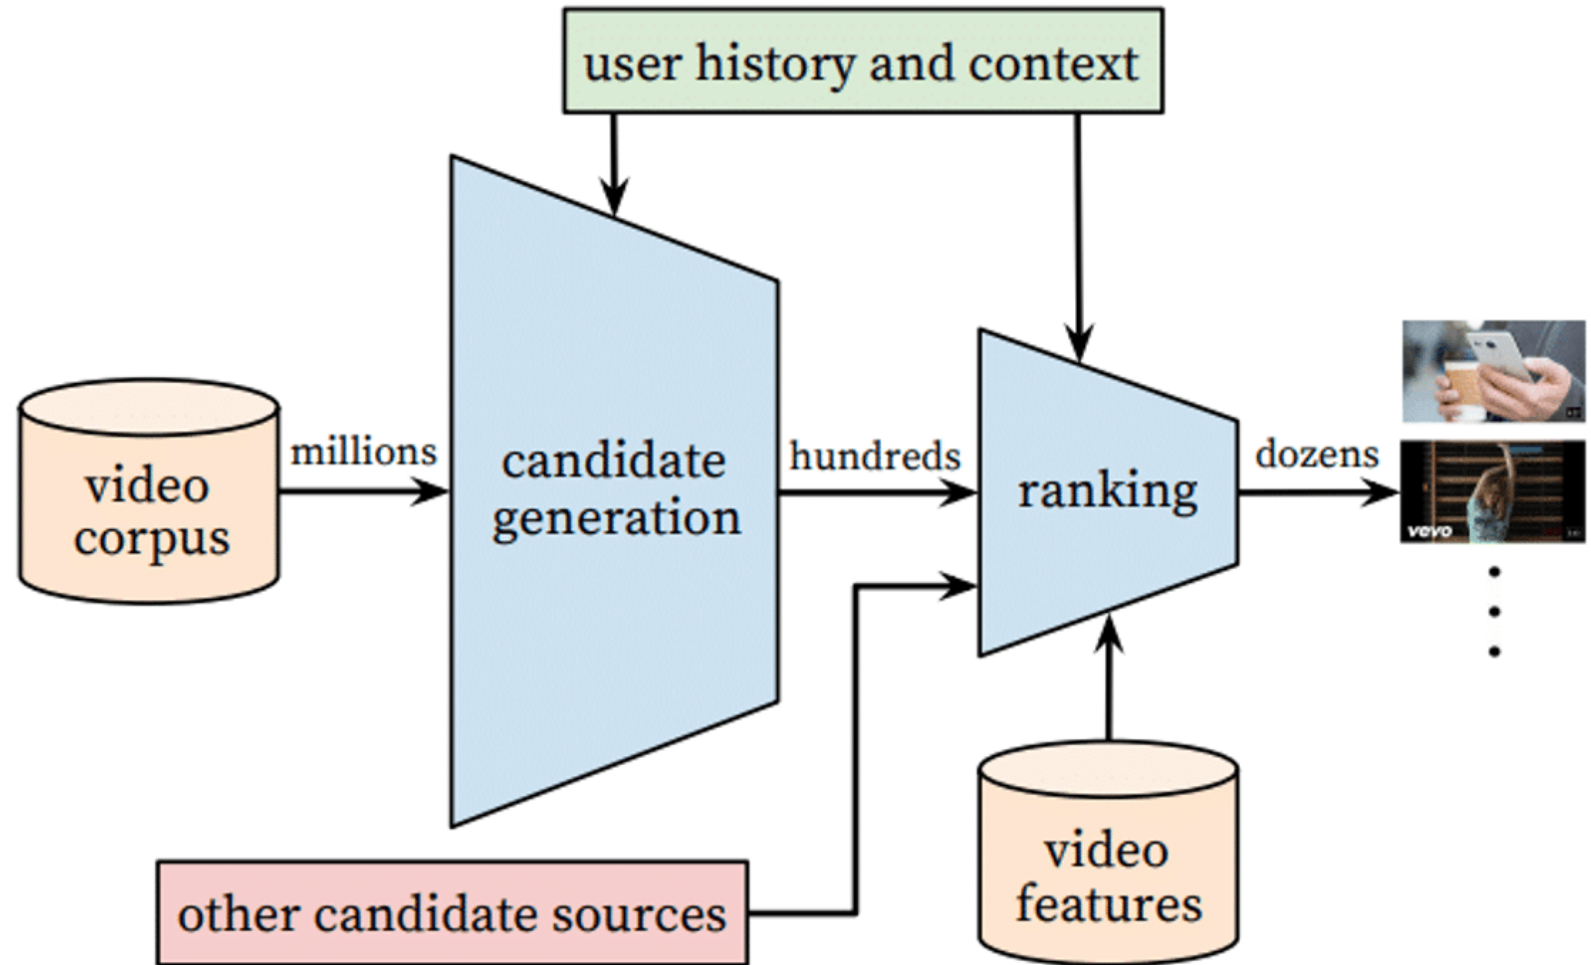 user history and context
millions
candidate
generation
hundreds
ranking
dozens
video
corpus
vevo
other candidate sources
video
features